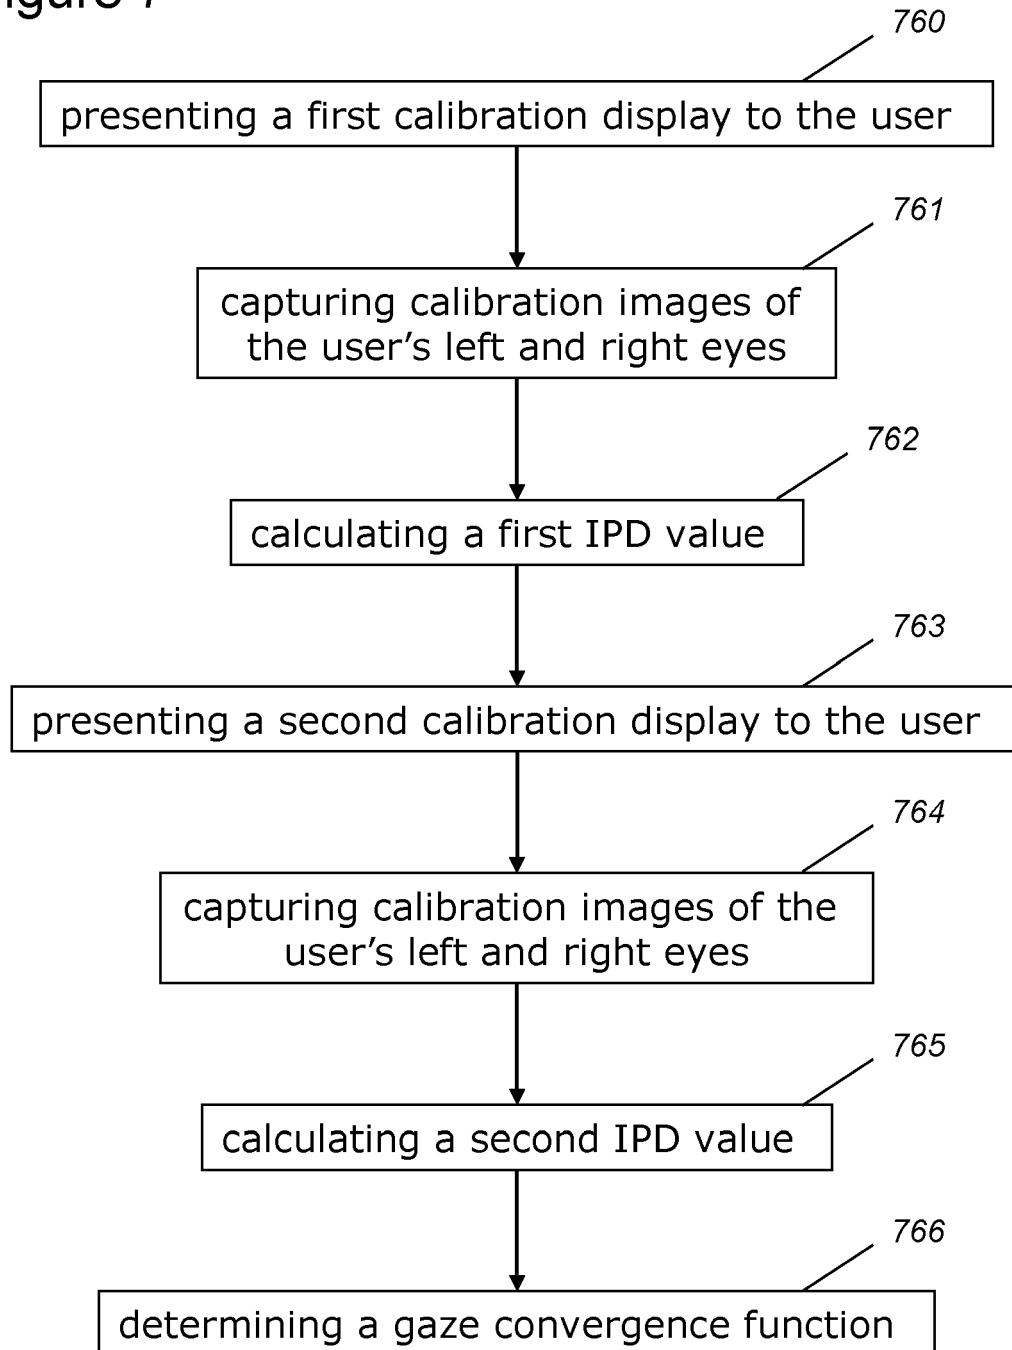 760
presenting a first calibration display to the user
761
capturing calibration images of
the user's left and right eyes
762
calculating a first IPD value
763
presenting a second calibration display to the user
764
capturing calibration images of the
user's left and right eyes
765
calculating a second IPD value
766
determining a gaze convergence function